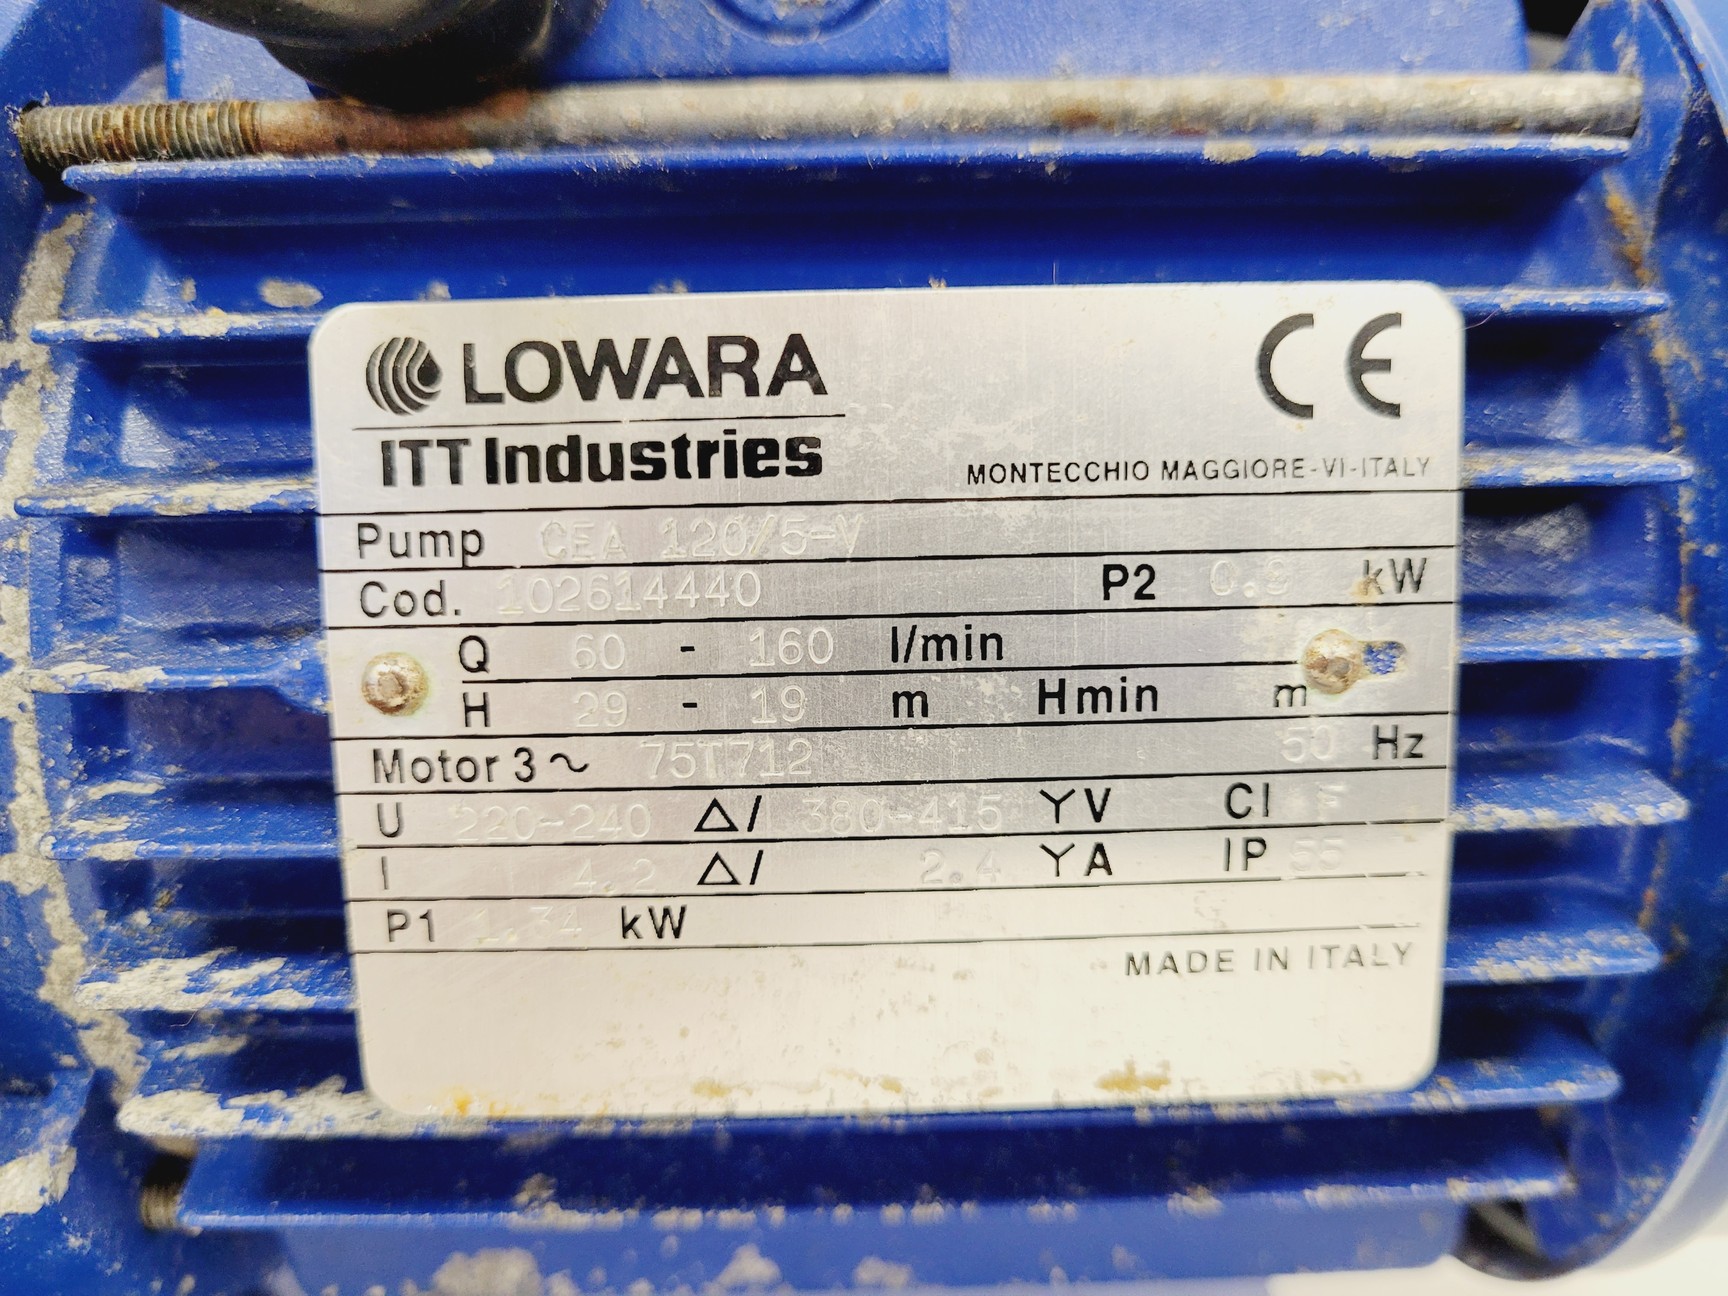 LOWARA
CE
ITT Industries
MONTECCHIO MAGGIORE-VI-ITALY
Pump CEA 120/5-V
Cod. 102614440 P2 0.9 kW
Q 60 - 160 l/min
H 29 - 19 m Hmin m
Motor 3~ 75T712 50 Hz
U 220-240 △/ 380-415 Y V Cl F
I 4.2 △/ 2.4 Y A IP 55
P1 1.34 kW
MADE IN ITALY